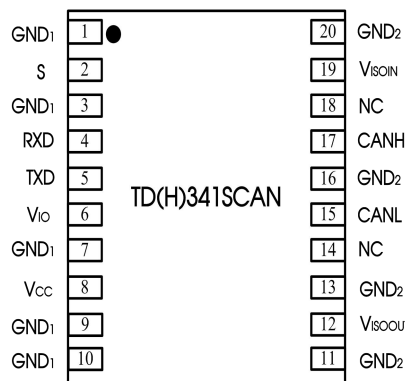 GND1 1 20 GND2
S 2 19 VISOIN
GND1 3 18 NC
RXD 4 17 CANH
TXD 5 16 GND2
TD(H)341SCAN
VIO 6 15 CANL
GND1 7 14 NC
VCC 8 13 GND2
GND1 9 12 VISOOU
GND1 10 11 GND2